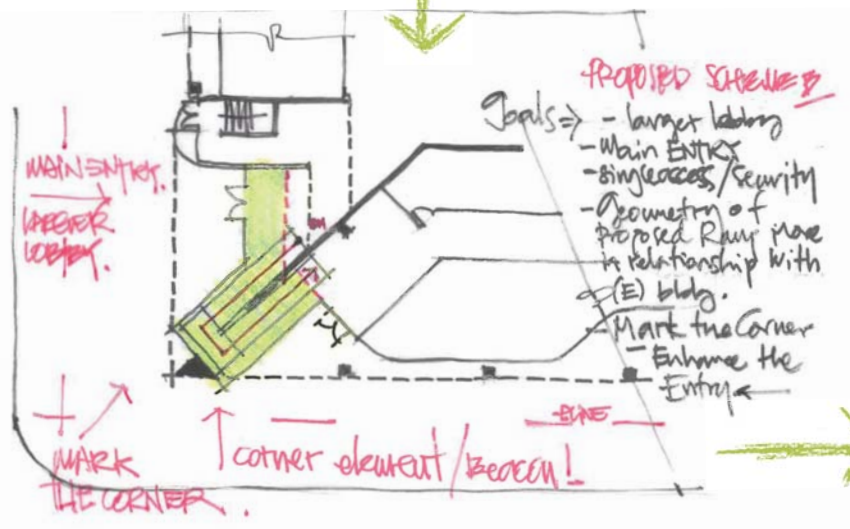 PROPOSED SCHEME B
Goals => - larger lobby
- Main ENTRY
- single access/security
- Geometry of
proposed Ramp more
in relationship with
(E) bldg.
- Mark the Corner
- Enhance the
Entry
MAIN ENTRY.
LARGER
LOBBY.
MARK
THE CORNER.
corner element/Beacon!